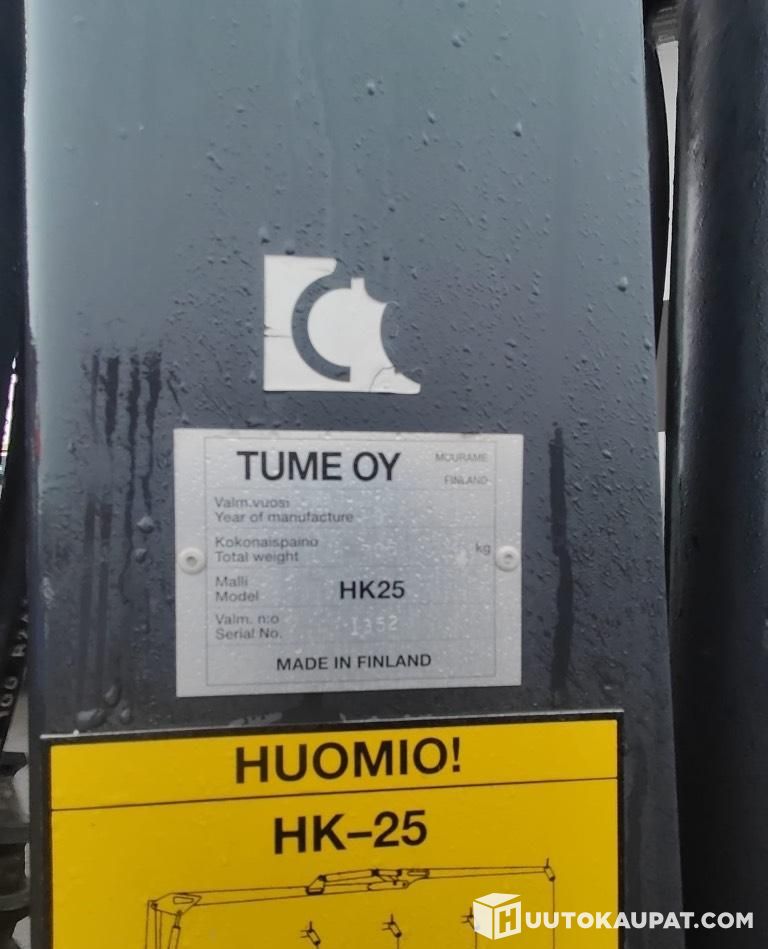 TUME OY
MOURAME
FINLAND
Valm.vuosi
Year of manufacture
Kokonaispaino
Total weight
kg
Malli
Model
HK25
Valm. n:o
Serial No.
1352
MADE IN FINLAND
HUOMIO!
HK-25
HUUTOKAUPAT.COM